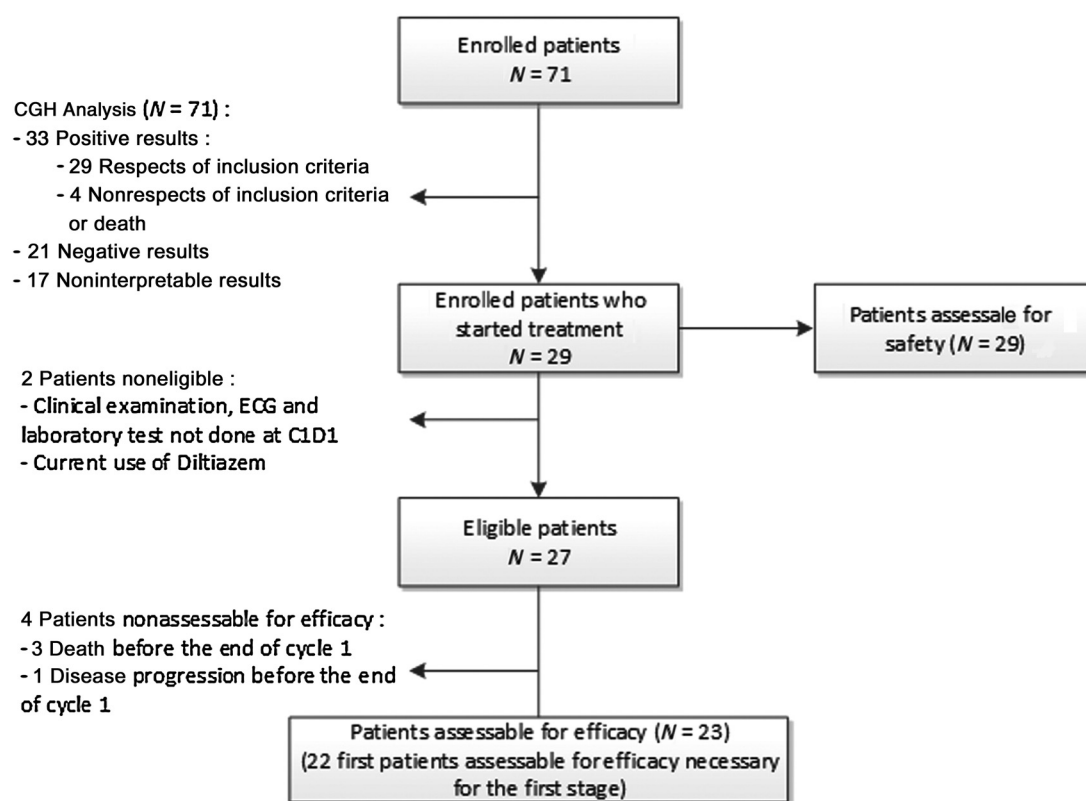 Enrolled patients
N = 71
CGH Analysis (N = 71) :
- 33 Positive results :
- 29 Respects of inclusion criteria
- 4 Nonrespects of inclusion criteria
or death
- 21 Negative results
- 17 Noninterpretable results
Enrolled patients who
started treatment
N = 29
Patients assessale for
safety (N = 29)
2 Patients noneligible :
- Clinical examination, ECG and
laboratory test not done at C1D1
- Current use of Diltiazem
Eligible patients
N = 27
4 Patients nonassessable for efficacy :
- 3 Death before the end of cycle 1
- 1 Disease progression before the end
of cycle 1
Patients assessable for efficacy (N = 23)
(22 first patients assessable for efficacy necessary
for the first stage)